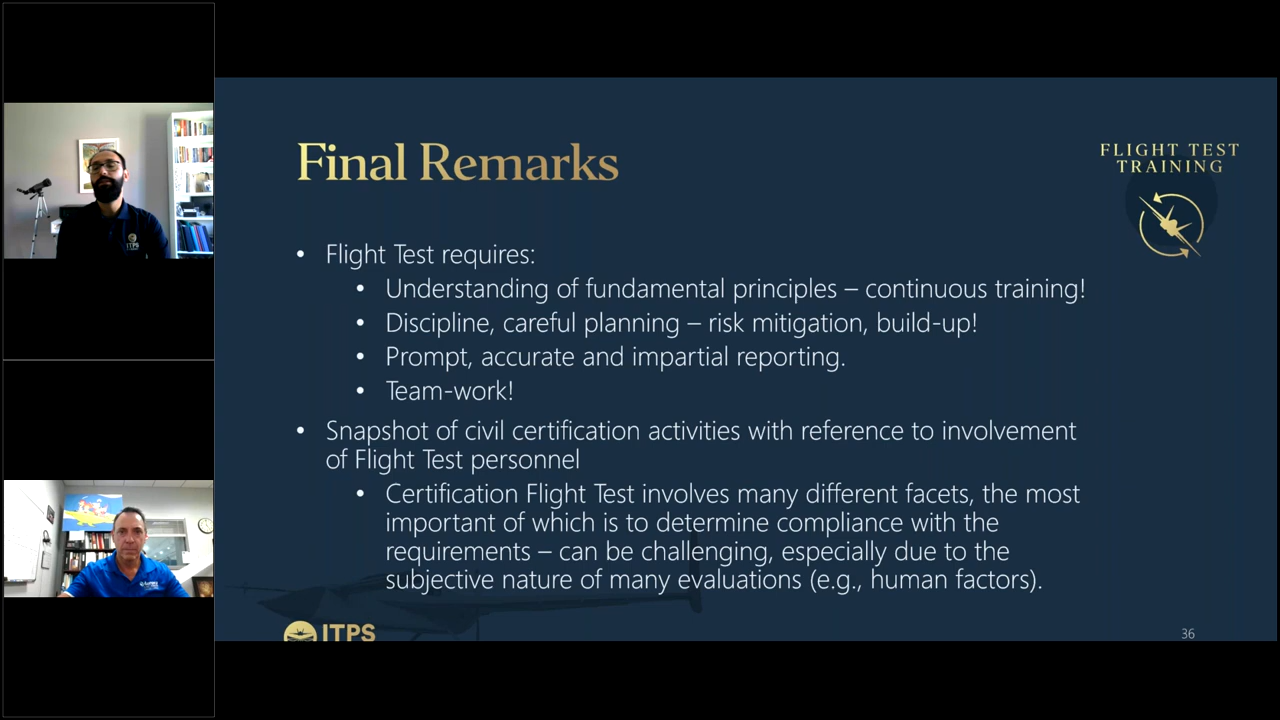 Final Remarks
FLIGHT TEST
TRAINING
• Flight Test requires:
• Understanding of fundamental principles – continuous training!
• Discipline, careful planning – risk mitigation, build-up!
• Prompt, accurate and impartial reporting.
• Team-work!
• Snapshot of civil certification activities with reference to involvement
of Flight Test personnel
• Certification Flight Test involves many different facets, the most
important of which is to determine compliance with the
requirements – can be challenging, especially due to the
subjective nature of many evaluations (e.g., human factors).
ITPS
36
ITPS